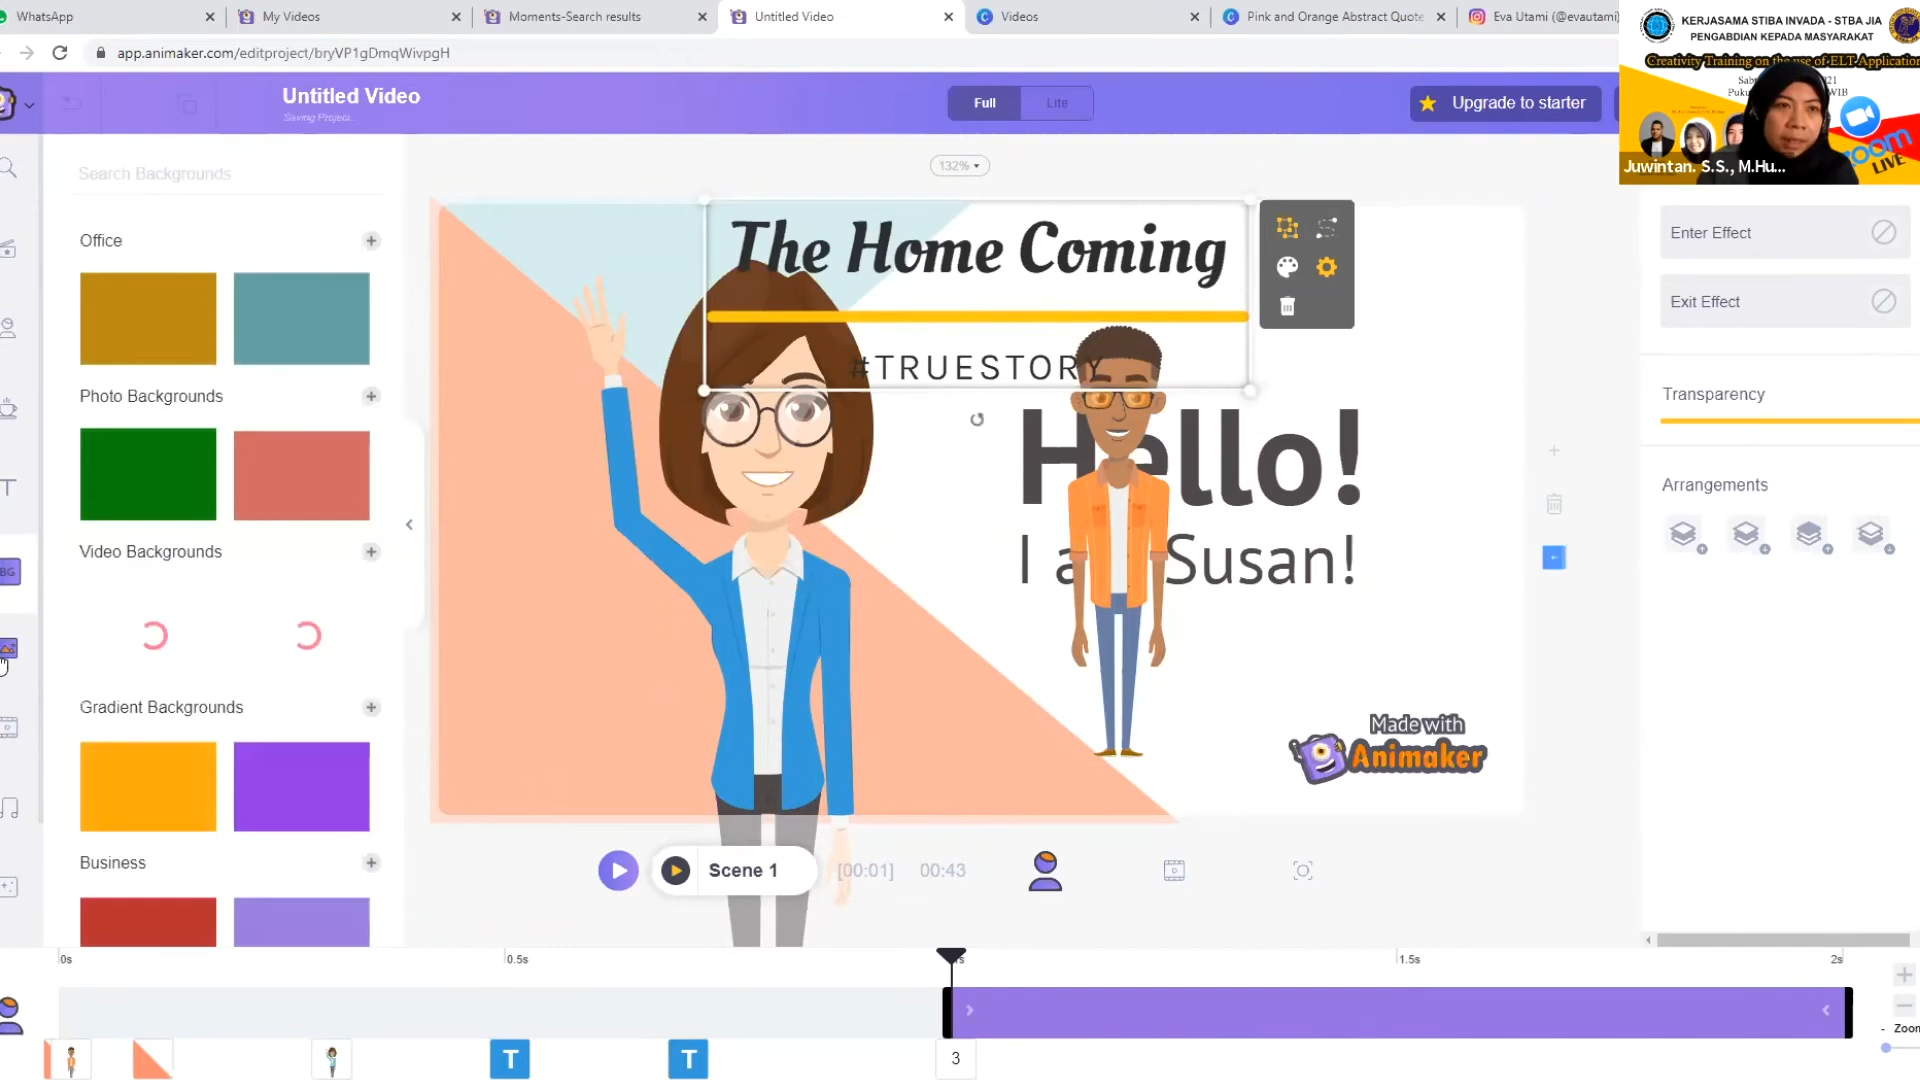 WhatsApp
My Videos
Moments-Search results
Untitled Video
Videos
Pink and Orange Abstract Quote
Eva Utami (@evautami)
app.animaker.com/editproject/bryVP1gDmqWivpgH
KERJASAMA STIBA INVADA - STBA JIA
PENGABDIAN KEPADA MASYARAKAT
Creativity Training on the use of ELT Application
zoom
LIVE
Juwintan. S.S., M.Hu...
Untitled Video
Saving Project..
Full
Lite
Upgrade to starter
132%
Search Backgrounds
Office
Photo Backgrounds
Video Backgrounds
Gradient Backgrounds
Business
T
BG
The Home Coming
#TRUESTORY
Hello!
I a Susan!
Made with
Animaker
Enter Effect
Exit Effect
Transparency
Arrangements
Scene 1
[00:01]
00:43
0s
0.5s
1.5s
2s
T
T
3
- Zoom